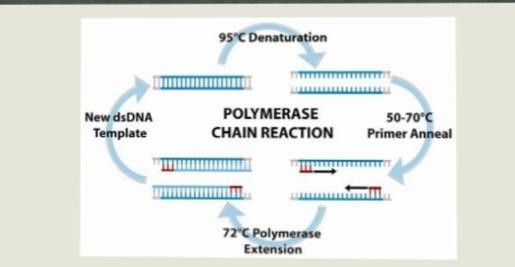 95°C Denaturation
New dsDNA
Template
POLYMERASE
CHAIN REACTION
50-70°C
Primer Anneal
72°C Polymerase
Extension